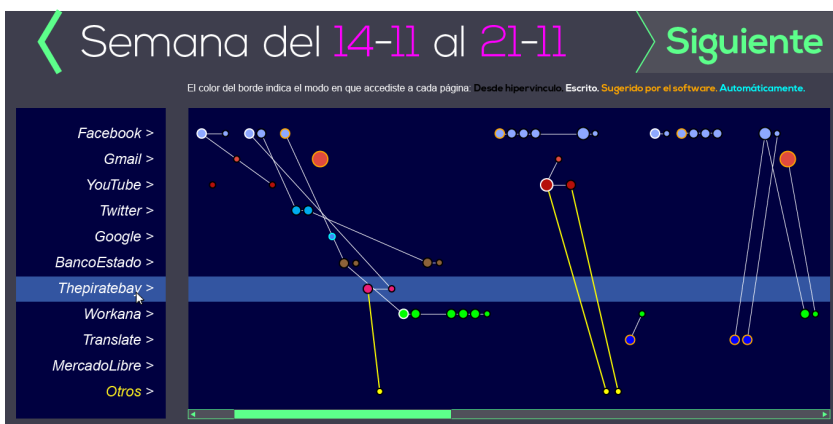 Semana del 14-11 al 21-11
Siguiente
El color del borde indica el modo en que accediste a cada página: Desde hipervínculo. Escrito. Sugerido por el software. Automáticamente.
Facebook >
Gmail >
YouTube >
Twitter >
Google >
BancoEstado >
Thepiratebay >
Workana >
Translate >
MercadoLibre >
Otros >